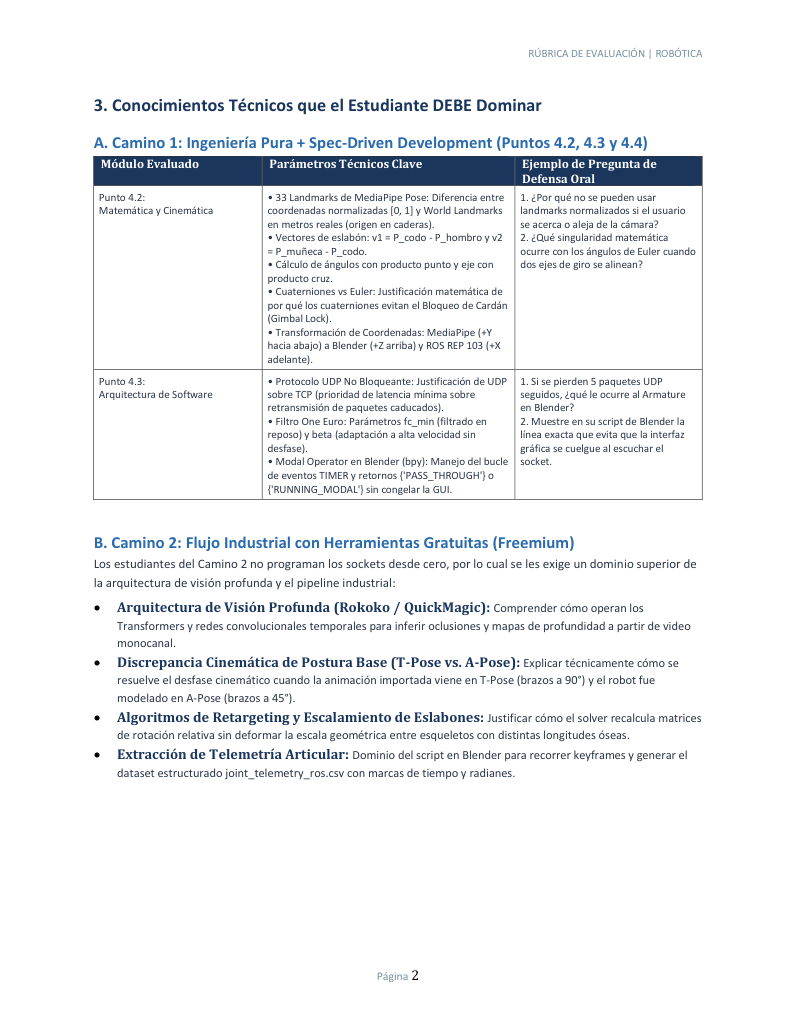 RÚBRICA DE EVALUACIÓN | ROBÓTICA
3. Conocimientos Técnicos que el Estudiante DEBE Dominar
A. Camino 1: Ingeniería Pura + Spec-Driven Development (Puntos 4.2, 4.3 y 4.4)
Módulo Evaluado
Parámetros Técnicos Clave
Ejemplo de Pregunta de
Defensa Oral
Punto 4.2:
Matemática y Cinemática
• 33 Landmarks de MediaPipe Pose: Diferencia entre
coordenadas normalizadas [0, 1] y World Landmarks
en metros reales (origen en caderas).
• Vectores de eslabón: v1 = P_codo - P_hombro y v2
= P_muñeca - P_codo.
• Cálculo de ángulos con producto punto y eje con
producto cruz.
• Cuaterniones vs Euler: Justificación matemática de
por qué los cuaterniones evitan el Bloqueo de Cardán
(Gimbal Lock).
• Transformación de Coordenadas: MediaPipe (+Y
hacia abajo) a Blender (+Z arriba) y ROS REP 103 (+X
adelante).
1. ¿Por qué no se pueden usar
landmarks normalizados si el usuario
se acerca o aleja de la cámara?
2. ¿Qué singularidad matemática
ocurre con los ángulos de Euler cuando
dos ejes de giro se alinean?
Punto 4.3:
Arquitectura de Software
• Protocolo UDP No Bloqueante: Justificación de UDP
sobre TCP (prioridad de latencia mínima sobre
retransmisión de paquetes caducados).
• Filtro One Euro: Parámetros fc_min (filtrado en
reposo) y beta (adaptación a alta velocidad sin
desfase).
• Modal Operator en Blender (bpy): Manejo del bucle
de eventos TIMER y retornos {'PASS_THROUGH'} o
{'RUNNING_MODAL'} sin congelar la GUI.
1. Si se pierden 5 paquetes UDP
seguidos, ¿qué le ocurre al Armature
en Blender?
2. Muestre en su script de Blender la
línea exacta que evita que la interfaz
gráfica se cuelgue al escuchar el
socket.
B. Camino 2: Flujo Industrial con Herramientas Gratuitas (Freemium)
Los estudiantes del Camino 2 no programan los sockets desde cero, por lo cual se les exige un dominio superior de
la arquitectura de visión profunda y el pipeline industrial:
• Arquitectura de Visión Profunda (Rokoko / QuickMagic): Comprender cómo operan los
Transformers y redes convolucionales temporales para inferir oclusiones y mapas de profundidad a partir de video
monocanal.
• Discrepancia Cinemática de Postura Base (T-Pose vs. A-Pose): Explicar técnicamente cómo se
resuelve el desfase cinemático cuando la animación importada viene en T-Pose (brazos a 90°) y el robot fue
modelado en A-Pose (brazos a 45°).
• Algoritmos de Retargeting y Escalamiento de Eslabones: Justificar cómo el solver recalcula matrices
de rotación relativa sin deformar la escala geométrica entre esqueletos con distintas longitudes óseas.
• Extracción de Telemetría Articular: Dominio del script en Blender para recorrer keyframes y generar el
dataset estructurado joint_telemetry_ros.csv con marcas de tiempo y radianes.
Página 2